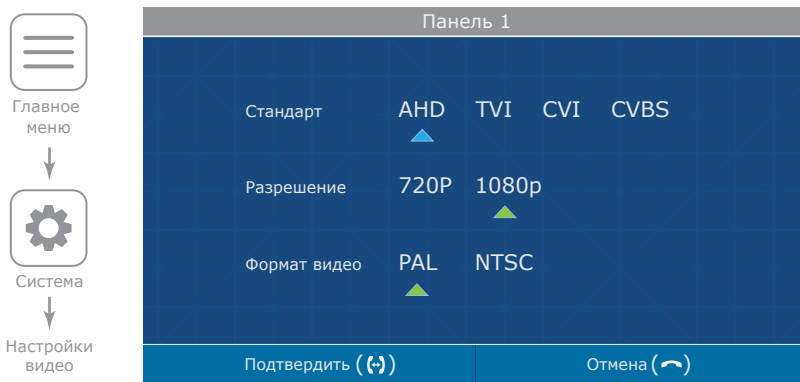 Панель 1
Главное
меню
Система
Настройки
видео
Стандарт AHD TVI CVI CVBS
Разрешение 720P 1080p
Формат видео PAL NTSC
Подтвердить ( ) Отмена ( )